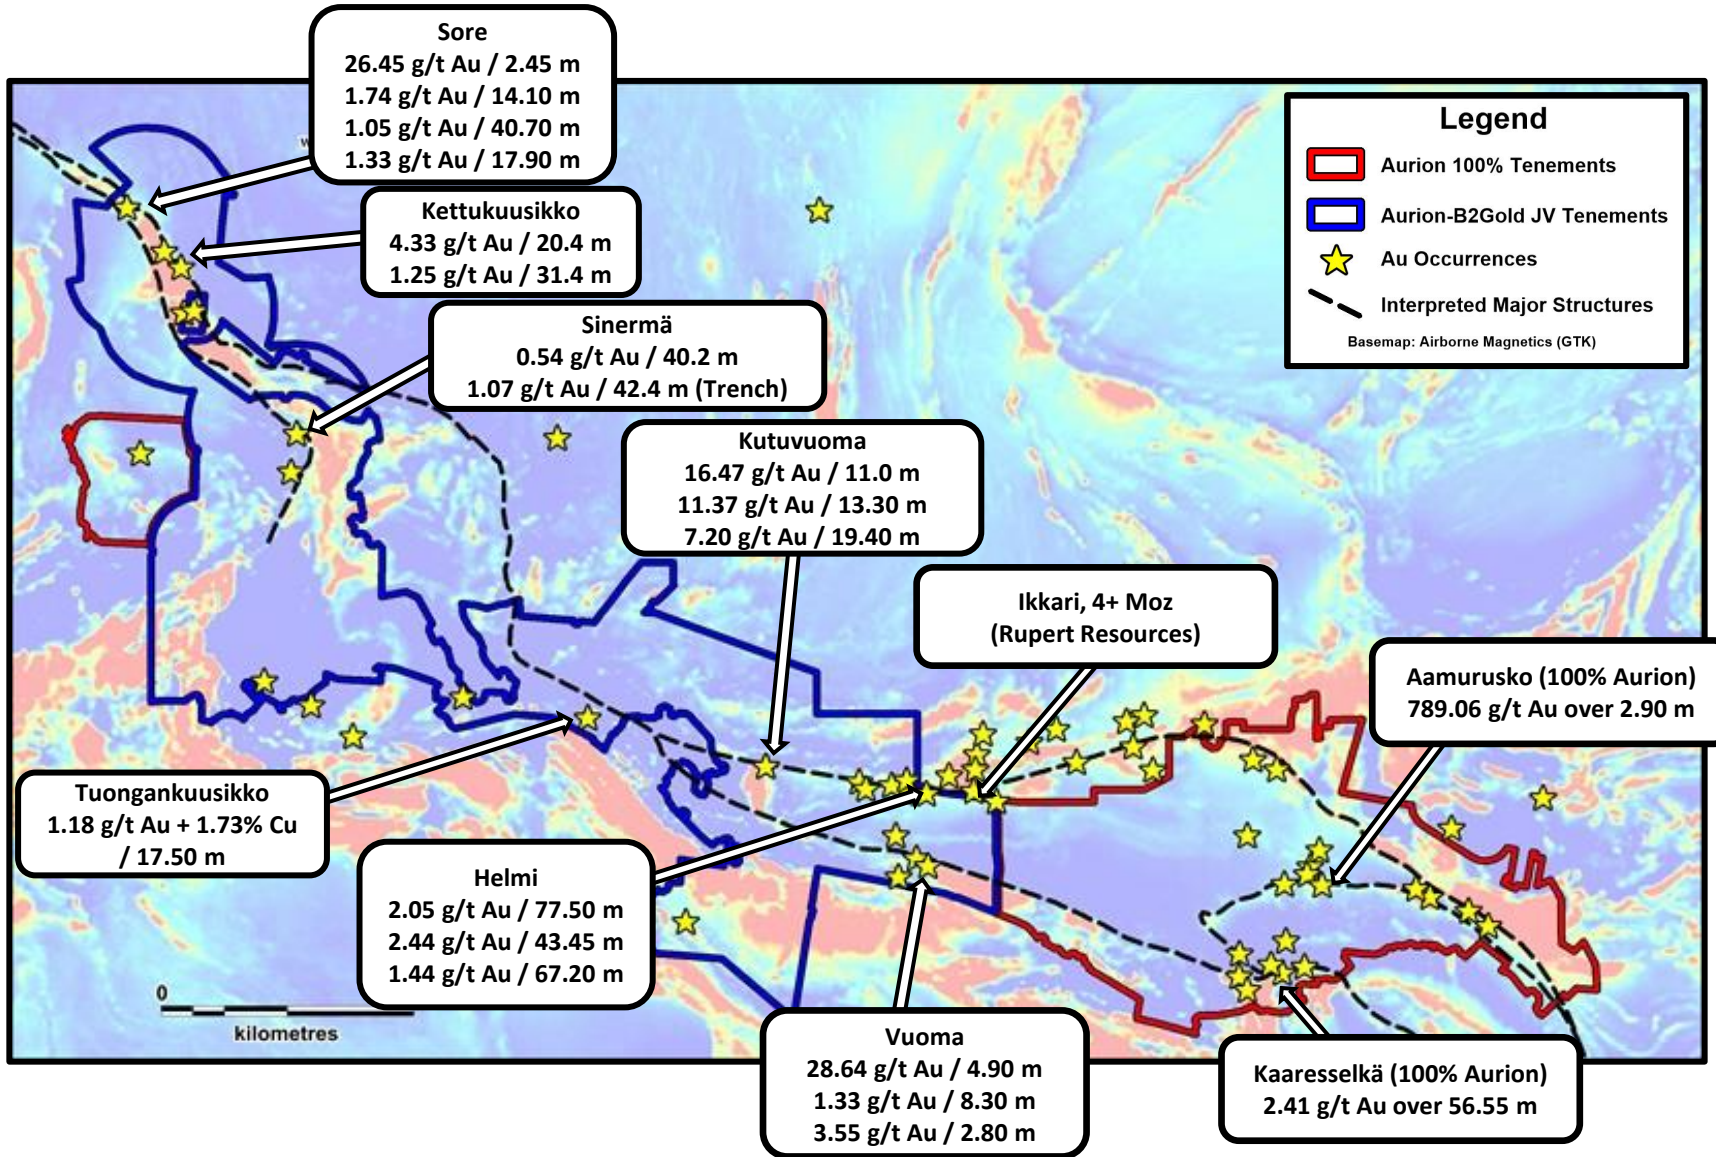 Sore
26.45 g/t Au / 2.45 m
1.74 g/t Au / 14.10 m
1.05 g/t Au / 40.70 m
1.33 g/t Au / 17.90 m
Kettukuusikko
4.33 g/t Au / 20.4 m
1.25 g/t Au / 31.4 m
Sinermä
0.54 g/t Au / 40.2 m
1.07 g/t Au / 42.4 m (Trench)
Legend
Aurion 100% Tenements
Aurion-B2Gold JV Tenements
Au Occurrences
Interpreted Major Structures
Basemap: Airborne Magnetics (GTK)
Kutuvuoma
16.47 g/t Au / 11.0 m
11.37 g/t Au / 13.30 m
7.20 g/t Au / 19.40 m
Ikkari, 4+ Moz
(Rupert Resources)
Aamurusko (100% Aurion)
789.06 g/t Au over 2.90 m
Tuongankuusikko
1.18 g/t Au + 1.73% Cu
/ 17.50 m
Helmi
2.05 g/t Au / 77.50 m
2.44 g/t Au / 43.45 m
1.44 g/t Au / 67.20 m
0
kilometres
Vuoma
28.64 g/t Au / 4.90 m
1.33 g/t Au / 8.30 m
3.55 g/t Au / 2.80 m
Kaaresselkä (100% Aurion)
2.41 g/t Au over 56.55 m